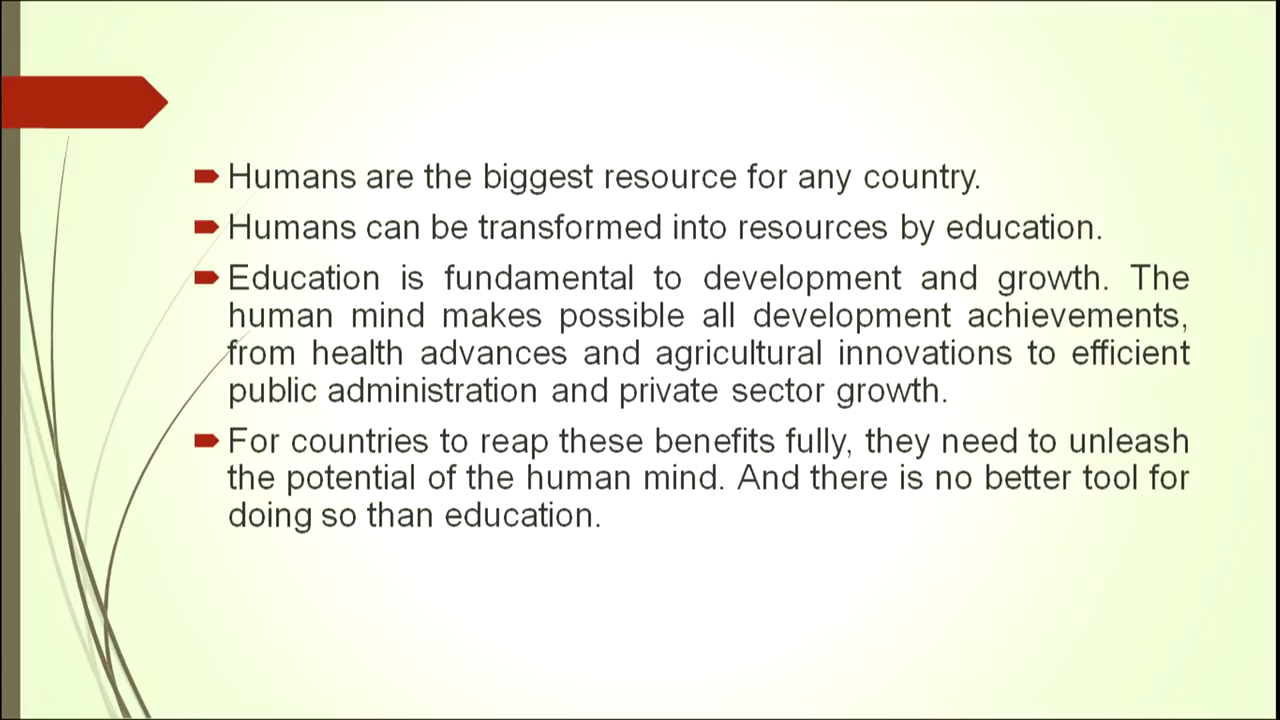 Humans are the biggest resource for any country.
Humans can be transformed into resources by education.
Education is fundamental to development and growth. The
human mind makes possible all development achievements,
from health advances and agricultural innovations to efficient
public administration and private sector growth.
For countries to reap these benefits fully, they need to unleash
the potential of the human mind. And there is no better tool for
doing so than education.